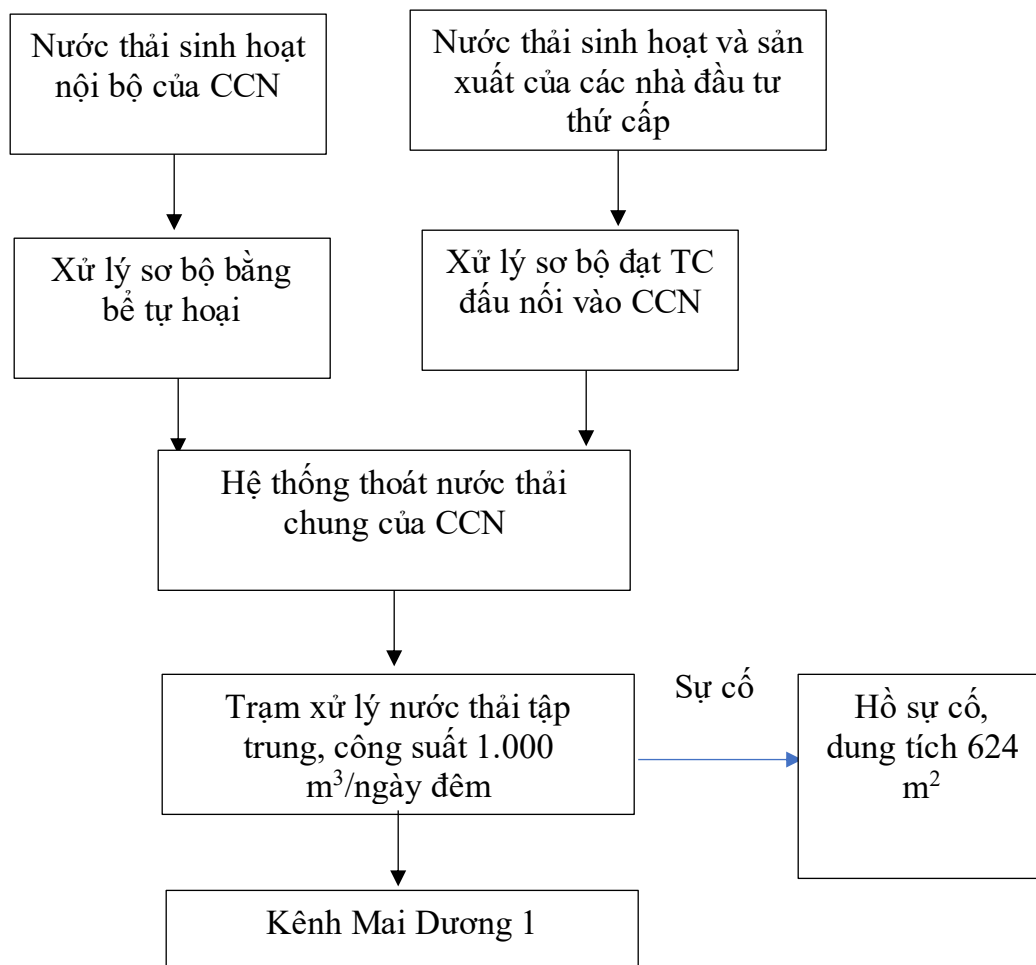 Nước thải sinh hoạt
nội bộ của CCN
Nước thải sinh hoạt và sản
xuất của các nhà đầu tư
thứ cấp
Xử lý sơ bộ bằng
bể tự hoại
Xử lý sơ bộ đạt TC
đấu nối vào CCN
Hệ thống thoát nước thải
chung của CCN
Trạm xử lý nước thải tập
trung, công suất 1.000
m³/ngày đêm
Sự cố
Hồ sự cố,
dung tích 624
m²
Kênh Mai Dương 1